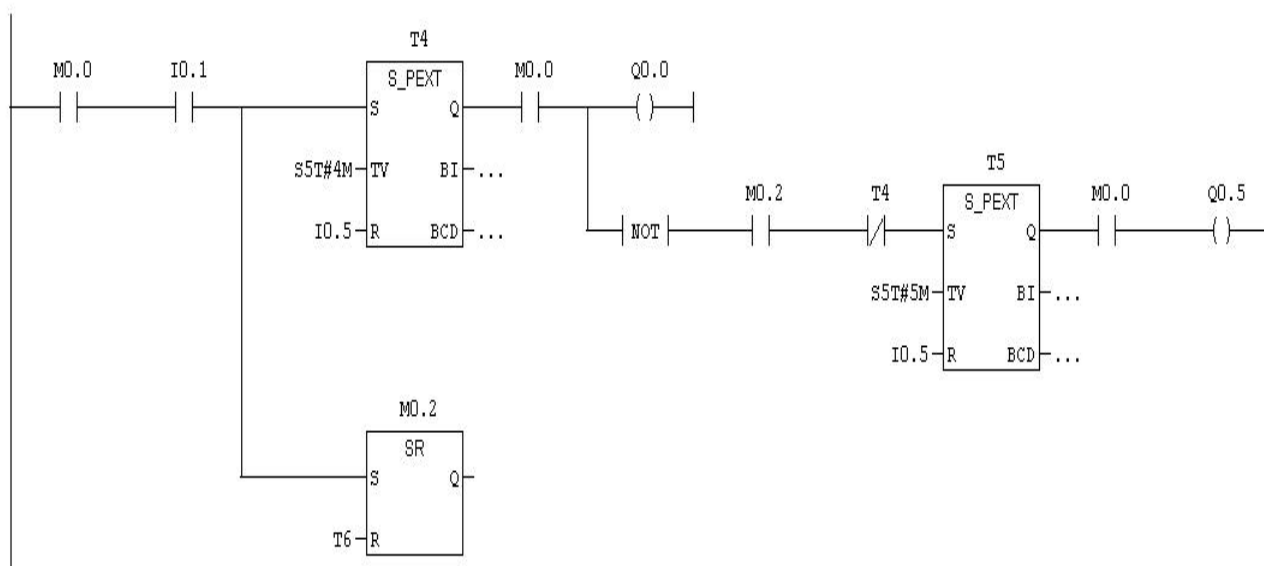 T4
M0.0 I0.1 S_PEXT M0.0 Q0.0
S Q
S5T#4M TV BI ...
I0.5 R BCD ...
T5
M0.2 T4 S_PEXT M0.0 Q0.5
NOT S Q
S5T#5M TV BI ...
I0.5 R BCD ...
M0.2
SR
S Q
T6 R